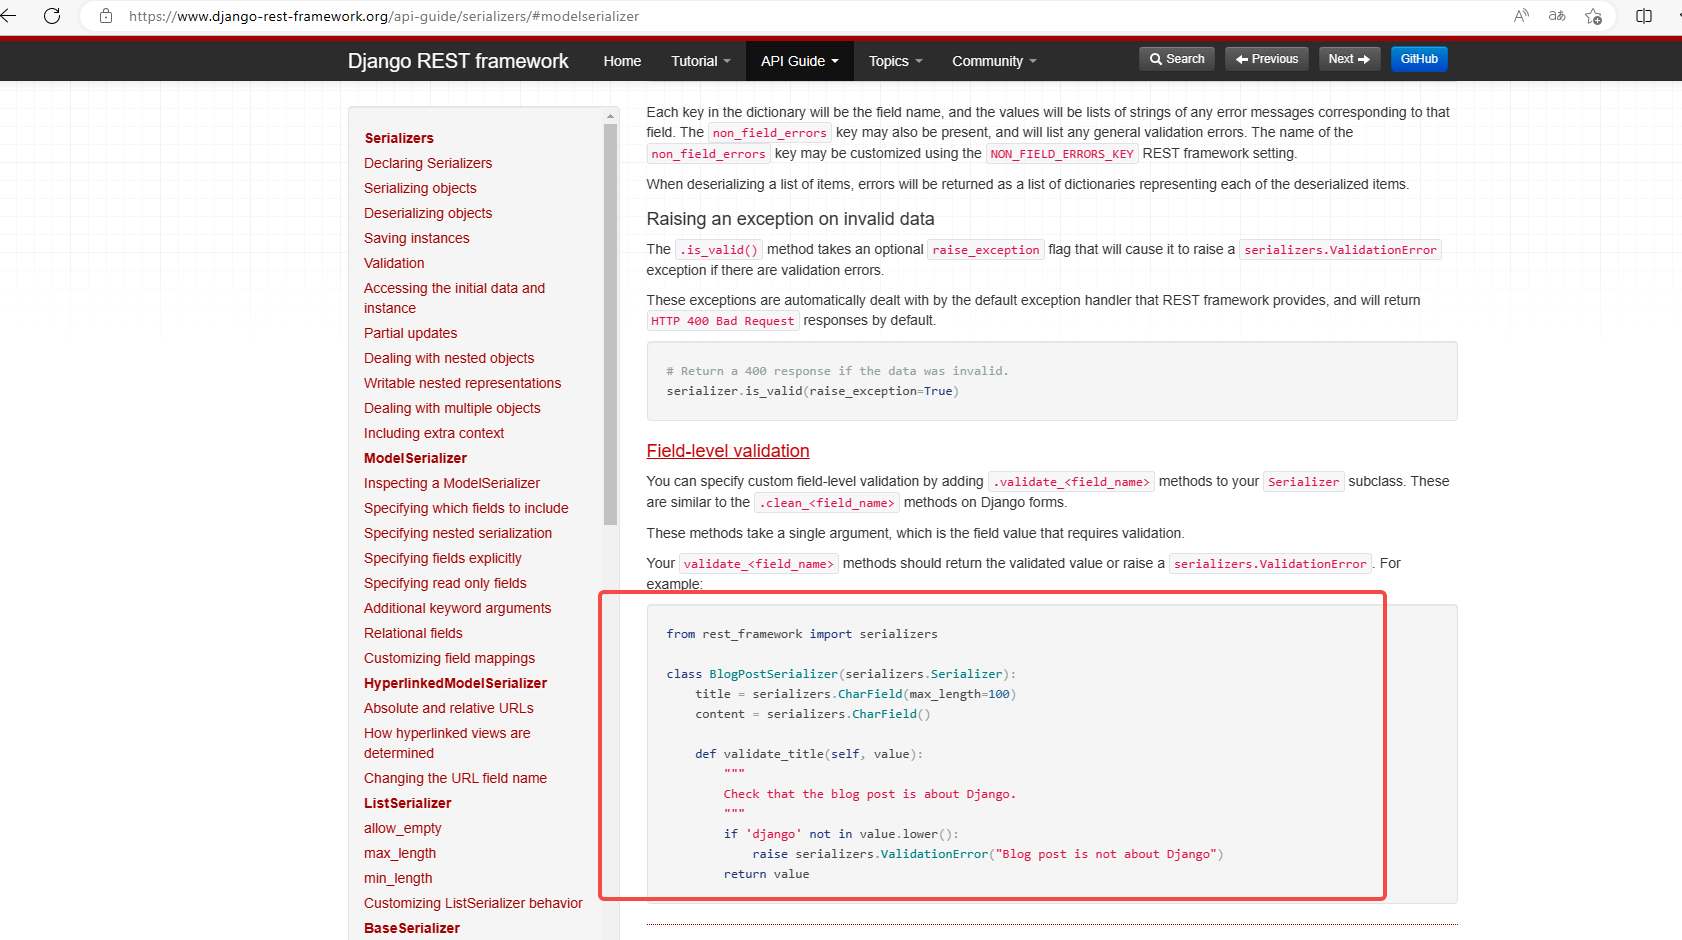 https://www.django-rest-framework.org/api-guide/serializers/#modelserializer
Django REST framework Home Tutorial API Guide Topics Community Search Previous Next GitHub
Serializers
Declaring Serializers
Serializing objects
Deserializing objects
Saving instances
Validation
Accessing the initial data and
instance
Partial updates
Dealing with nested objects
Writable nested representations
Dealing with multiple objects
Including extra context
ModelSerializer
Inspecting a ModelSerializer
Specifying which fields to include
Specifying nested serialization
Specifying fields explicitly
Specifying read only fields
Additional keyword arguments
Relational fields
Customizing field mappings
HyperlinkedModelSerializer
Absolute and relative URLs
How hyperlinked views are
determined
Changing the URL field name
ListSerializer
allow_empty
max_length
min_length
Customizing ListSerializer behavior
BaseSerializer
Each key in the dictionary will be the field name, and the values will be lists of strings of any error messages corresponding to that
field. The non_field_errors key may also be present, and will list any general validation errors. The name of the
non_field_errors key may be customized using the NON_FIELD_ERRORS_KEY REST framework setting.
When deserializing a list of items, errors will be returned as a list of dictionaries representing each of the deserialized items.
Raising an exception on invalid data
The .is_valid() method takes an optional raise_exception flag that will cause it to raise a serializers.ValidationError
exception if there are validation errors.
These exceptions are automatically dealt with by the default exception handler that REST framework provides, and will return
HTTP 400 Bad Request responses by default.
# Return a 400 response if the data was invalid.
serializer.is_valid(raise_exception=True)
Field-level validation
You can specify custom field-level validation by adding .validate_<field_name> methods to your Serializer subclass. These
are similar to the .clean_<field_name> methods on Django forms.
These methods take a single argument, which is the field value that requires validation.
Your validate_<field_name> methods should return the validated value or raise a serializers.ValidationError. For
example:
from rest_framework import serializers
class BlogPostSerializer(serializers.Serializer):
title = serializers.CharField(max_length=100)
content = serializers.CharField()
def validate_title(self, value):
"""
Check that the blog post is about Django.
"""
if 'django' not in value.lower():
raise serializers.ValidationError("Blog post is not about Django")
return value